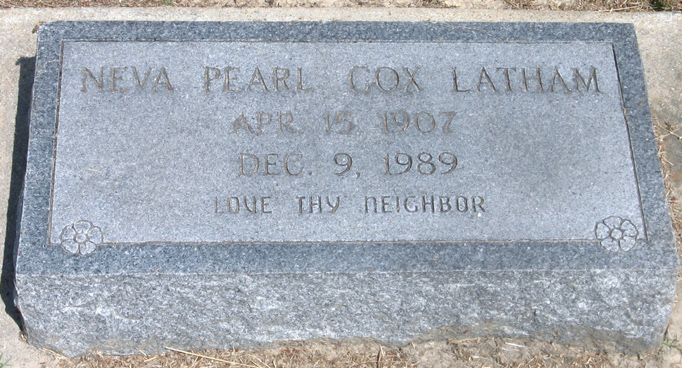 NEVA PEARL COX LATHAM
APR. 15 1907
DEC. 9, 1989
LOVE THY NEIGHBOR